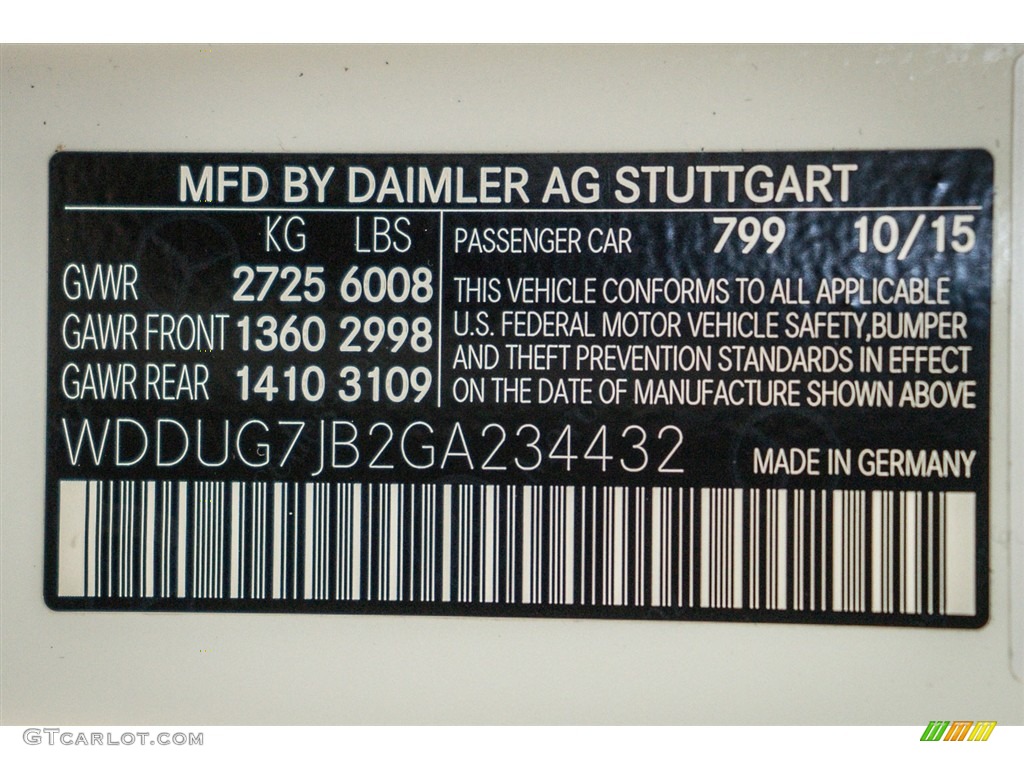 MFD BY DAIMLER AG STUTTGART
KG LBS
GVWR 2725 6008
GAWR FRONT 1360 2998
GAWR REAR 1410 3109
PASSENGER CAR 799 10/15
THIS VEHICLE CONFORMS TO ALL APPLICABLE
U.S. FEDERAL MOTOR VEHICLE SAFETY,BUMPER
AND THEFT PREVENTION STANDARDS IN EFFECT
ON THE DATE OF MANUFACTURE SHOWN ABOVE
WDDUG7JB2GA234432
MADE IN GERMANY
GTCARLOT.COM